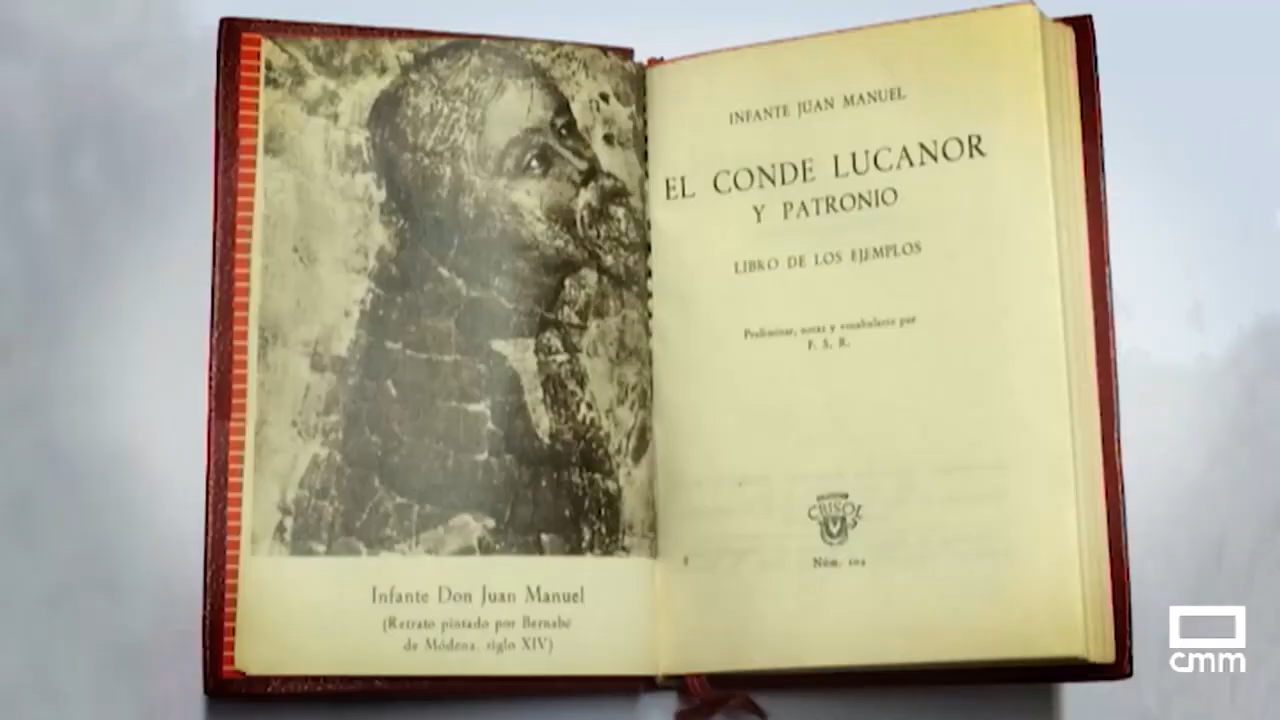 Infante Don Juan Manuel
(Retrato pintado por Bernabé
de Módena, siglo XIV)
INFANTE JUAN MANUEL
EL CONDE LUCANOR
Y PATRONIO
LIBRO DE LOS EJEMPLOS
Preliminar, notas y vocabulario por
F. S. R.
CRISOL
Núm. 104
cmm